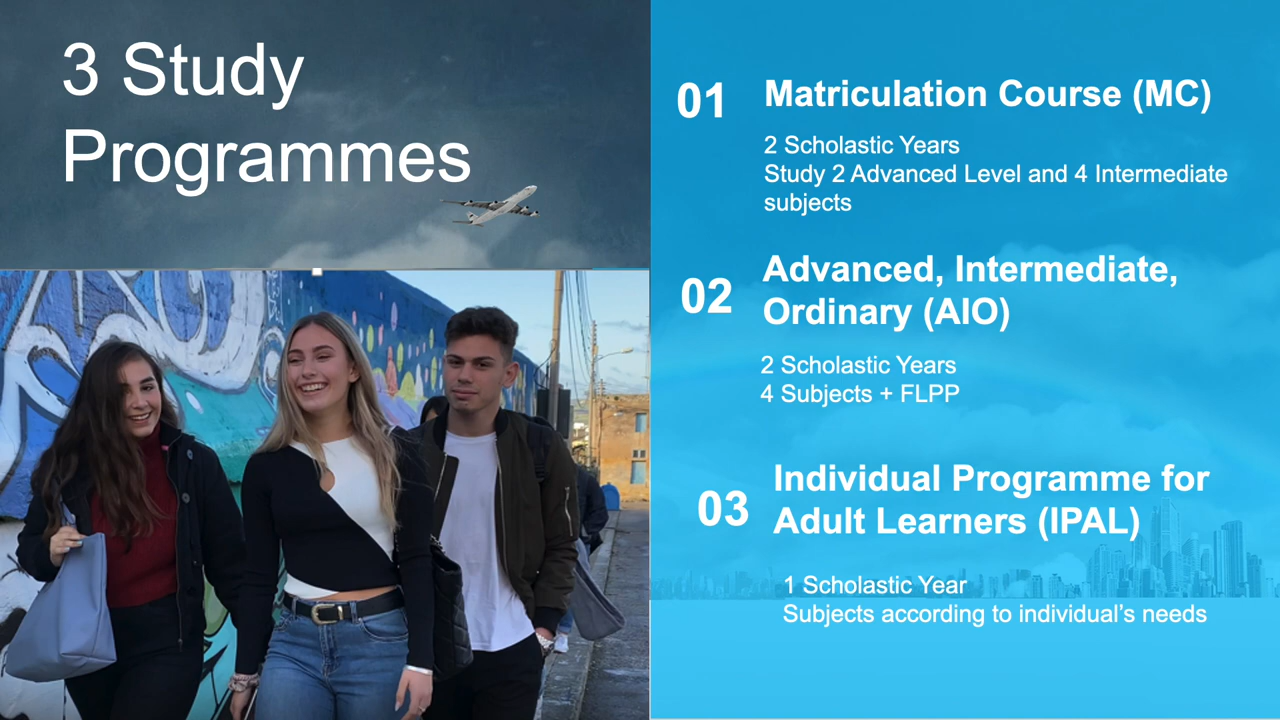 3 Study
Programmes
01
Matriculation Course (MC)
2 Scholastic Years
Study 2 Advanced Level and 4 Intermediate
subjects
02
Advanced, Intermediate,
Ordinary (AIO)
2 Scholastic Years
4 Subjects + FLPP
03
Individual Programme for
Adult Learners (IPAL)
1 Scholastic Year
Subjects according to individual's needs